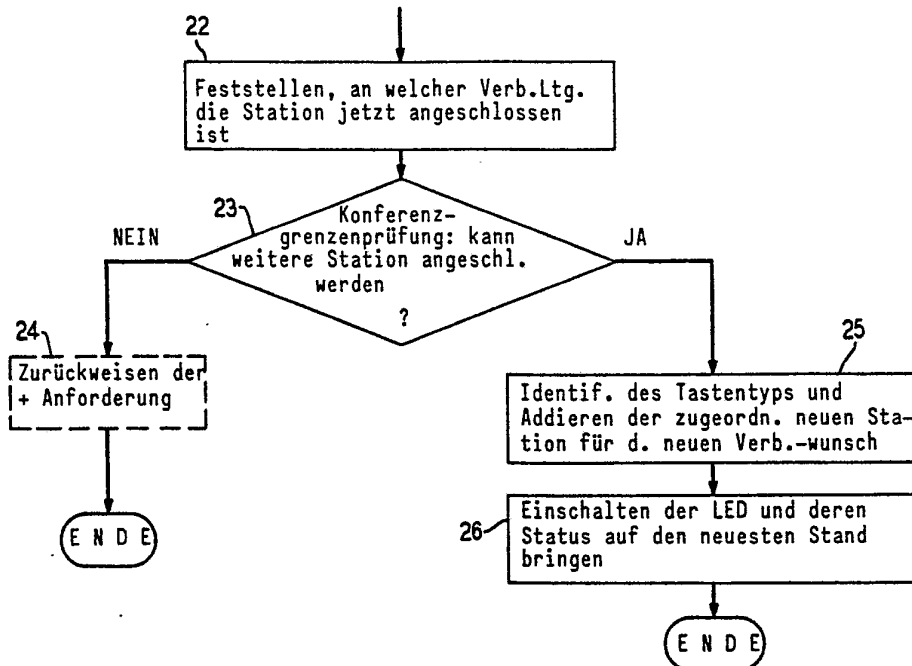 22
Feststellen, an welcher Verb.Ltg.
die Station jetzt angeschlossen
ist
23
Konferenz-
grenzenprüfung: kann
weitere Station angeschl.
werden
?
NEIN
JA
24
Zurückweisen der
+ Anforderung
E N D E
25
Identif. des Tastentyps und
Addieren der zugeordn. neuen Sta-
tion für d. neuen Verb.-wunsch
26
Einschalten der LED und deren
Status auf den neuesten Stand
bringen
E N D E